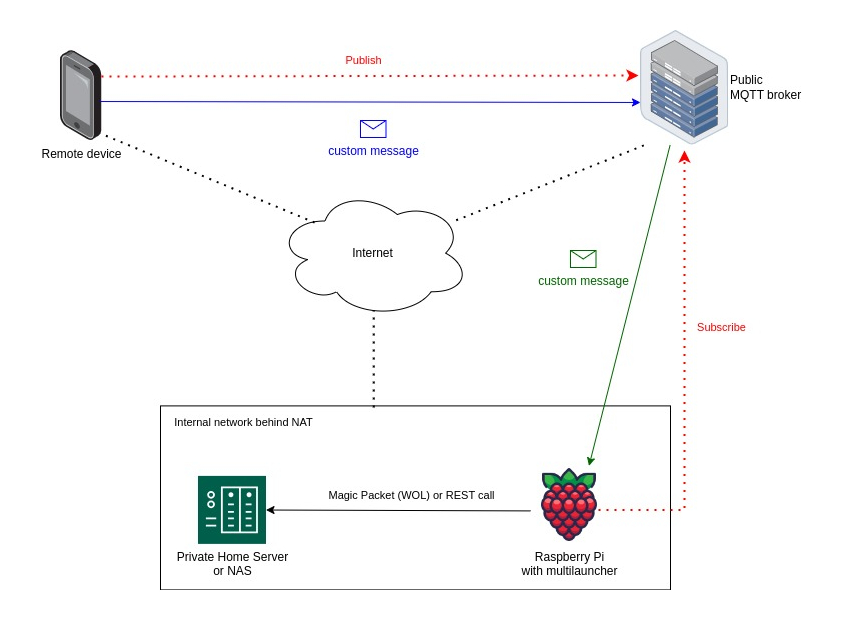 Publish
Public
MQTT broker
custom message
Remote device
Internet
custom message
Subscribe
Internal network behind NAT
Magic Packet (WOL) or REST call
Private Home Server
or NAS
Raspberry Pi
with multilauncher